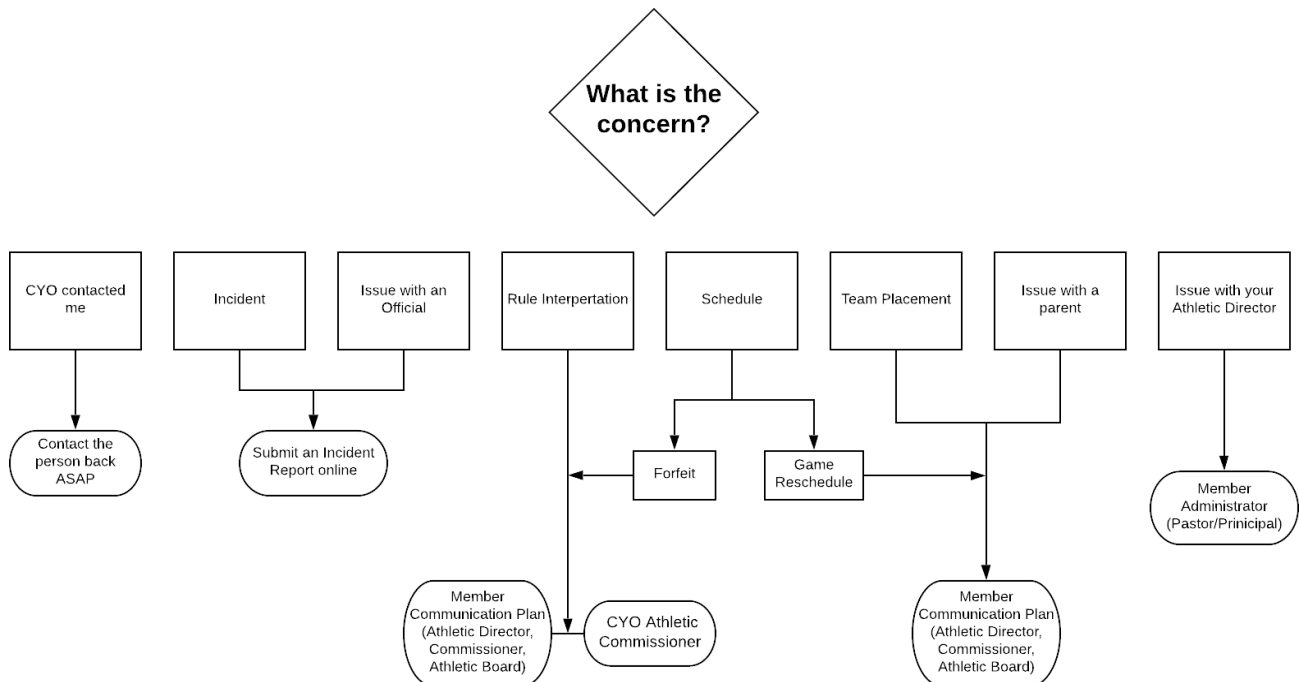 What is the
concern?
CYO contacted
me
Incident
Issue with an
Official
Rule Interpertation
Schedule
Team Placement
Issue with a
parent
Issue with your
Athletic Director
Contact the
person back
ASAP
Submit an Incident
Report online
Forfeit
Game
Reschedule
Member
Administrator
(Pastor/Prinicipal)
Member
Communication Plan
(Athletic Director,
Commissioner,
Athletic Board)
CYO Athletic
Commissioner
Member
Communication Plan
(Athletic Director,
Commissioner,
Athletic Board)